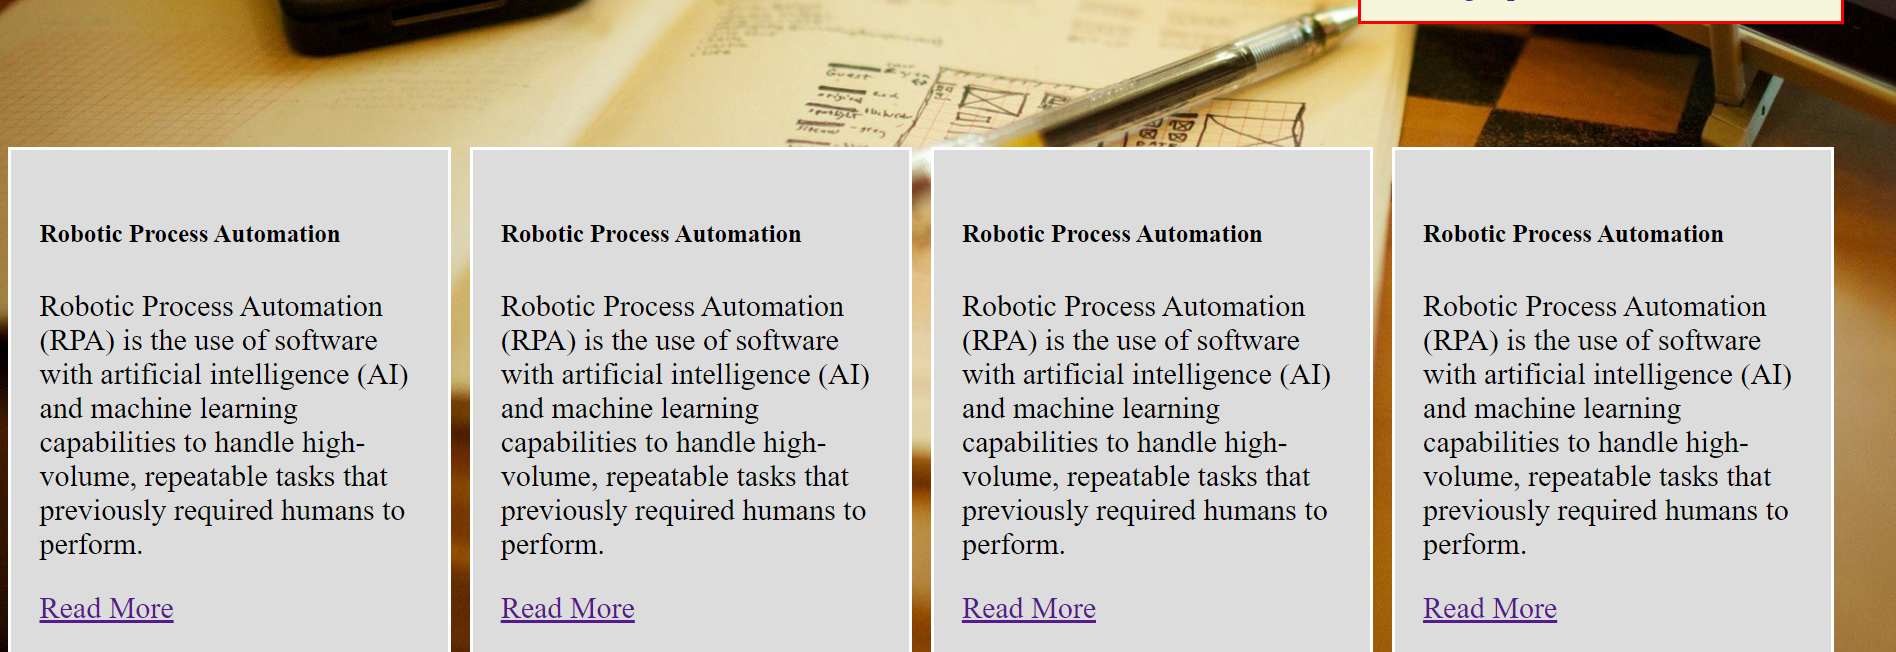 Guest
original
Robotic Process Automation
Robotic Process Automation
(RPA) is the use of software
with artificial intelligence (AI)
and machine learning
capabilities to handle high-
volume, repeatable tasks that
previously required humans to
perform.
Read More
Robotic Process Automation
Robotic Process Automation
(RPA) is the use of software
with artificial intelligence (AI)
and machine learning
capabilities to handle high-
volume, repeatable tasks that
previously required humans to
perform.
Read More
Robotic Process Automation
Robotic Process Automation
(RPA) is the use of software
with artificial intelligence (AI)
and machine learning
capabilities to handle high-
volume, repeatable tasks that
previously required humans to
perform.
Read More
Robotic Process Automation
Robotic Process Automation
(RPA) is the use of software
with artificial intelligence (AI)
and machine learning
capabilities to handle high-
volume, repeatable tasks that
previously required humans to
perform.
Read More